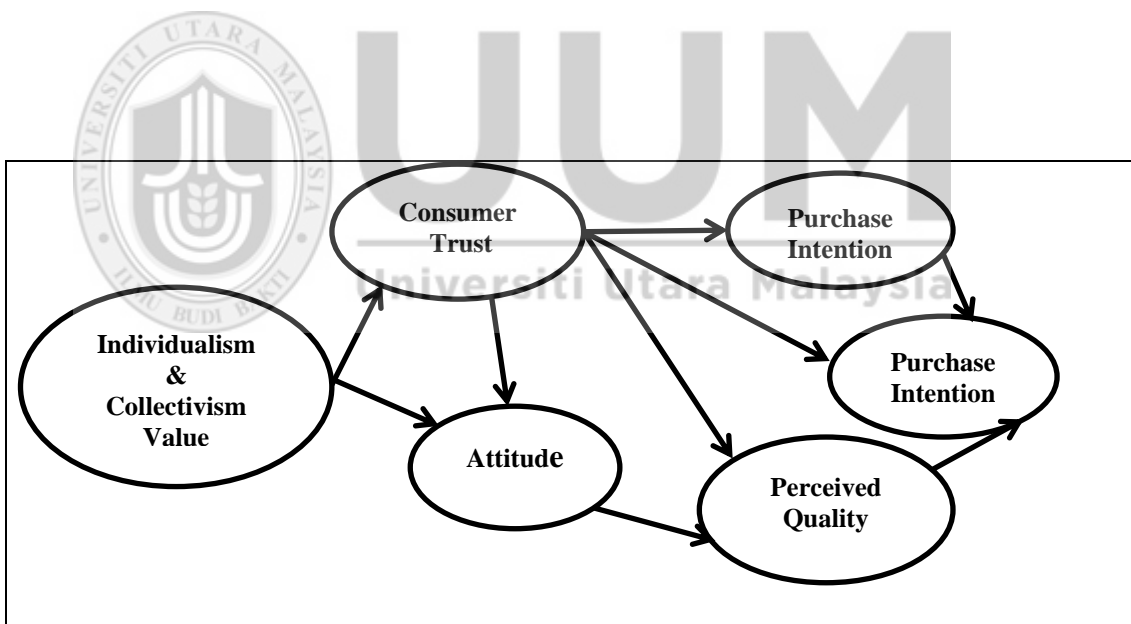 UNIVERSITI UTARA MALAYSIA
ILMU BUDI BAKTI
UUM
Universiti Utara Malaysia
Consumer
Trust
Purchase
Intention
Individualism
&
Collectivism
Value
Purchase
Intention
Attitude
Perceived
Quality